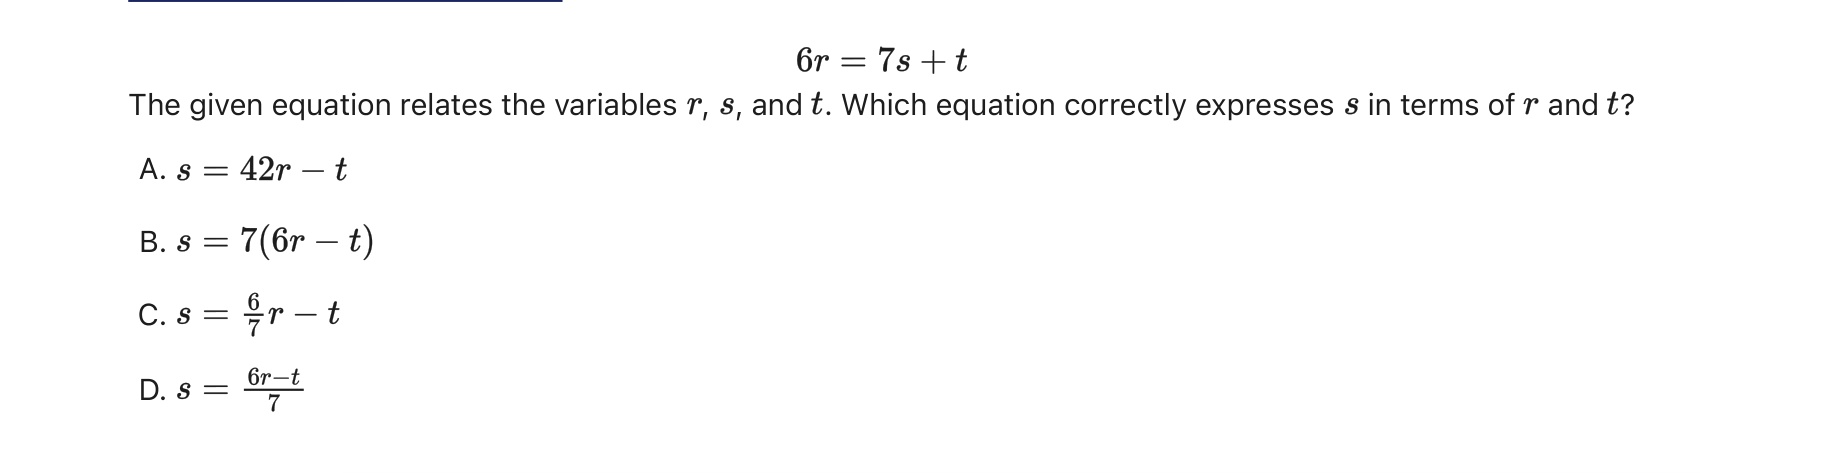 6r = 7s + t
The given equation relates the variables r, s, and t. Which equation correctly expresses s in terms of r and t?
A. s = 42r − t
B. s = 7(6r − t)
C. s = \frac{6}{7}r − t
D. s = \frac{6r−t}{7}